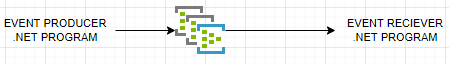 EVENT PRODUCER
.NET PROGRAM
EVENT RECIEVER
.NET PROGRAM